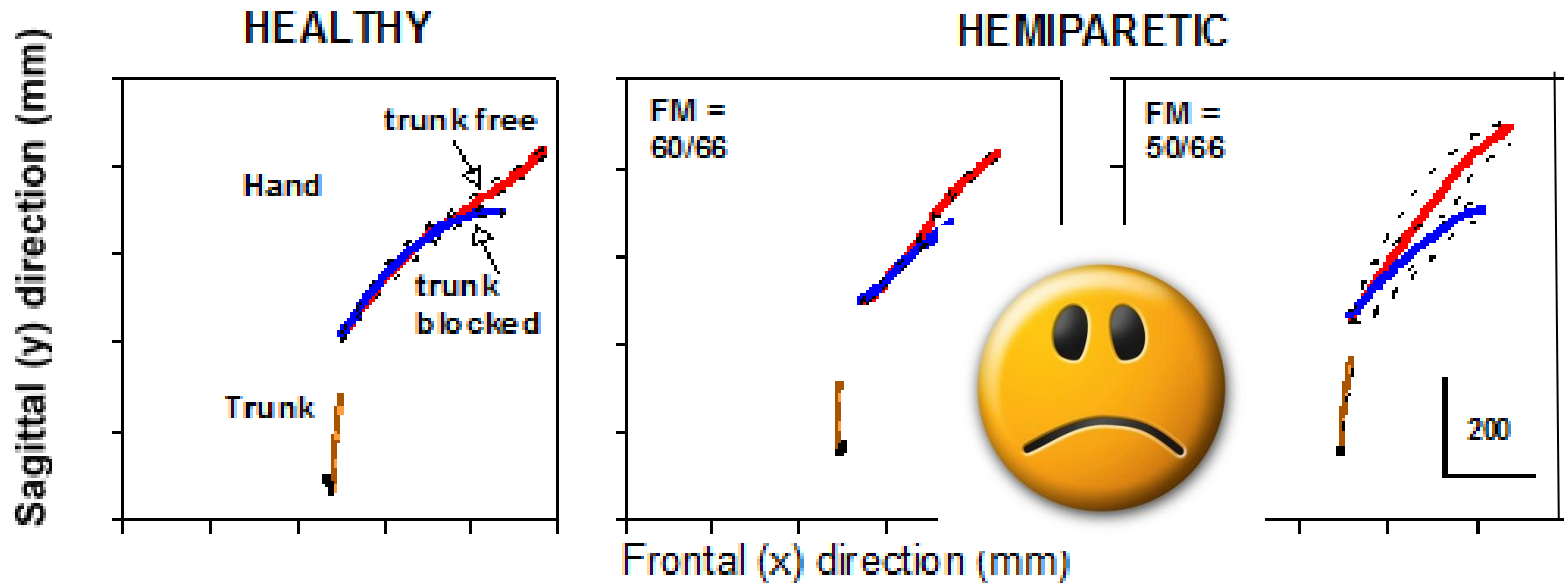 HEALTHY
HEMIPARETIC
Sagittal (y) direction (mm)
trunk free
Hand
trunk
blocked
Trunk
FM =
60/66
FM =
50/66
200
Frontal (x) direction (mm)